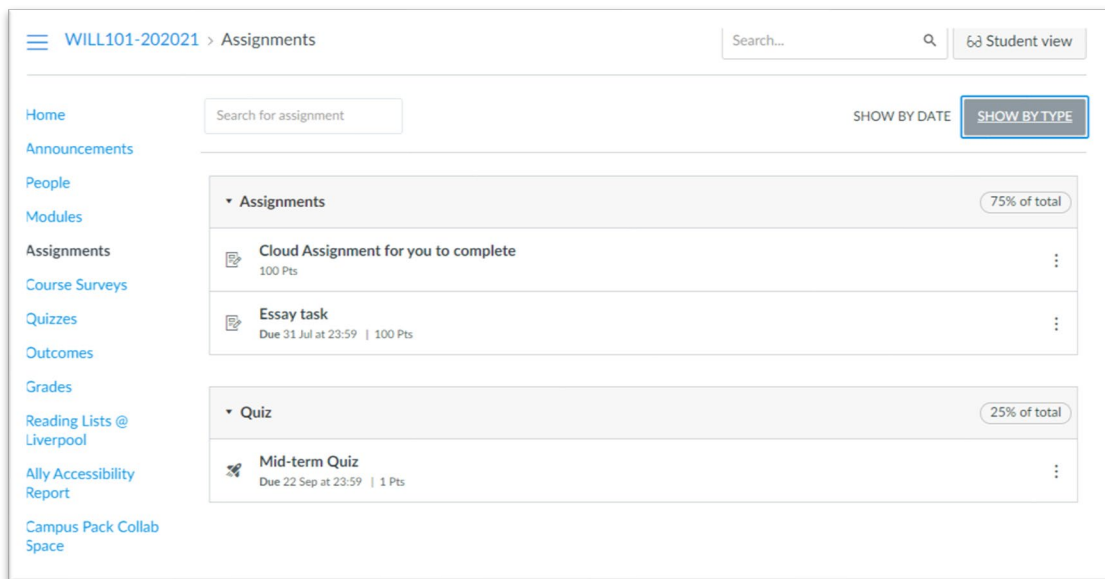 WILL101-202021 > Assignments
Search...
Student view
Home
Announcements
People
Modules
Assignments
Course Surveys
Quizzes
Outcomes
Grades
Reading Lists @
Liverpool
Ally Accessibility
Report
Campus Pack Collab
Space
Search for assignment
SHOW BY DATE
SHOW BY TYPE
Assignments
75% of total
Cloud Assignment for you to complete
100 Pts
Essay task
Due 31 Jul at 23:59 | 100 Pts
Quiz
25% of total
Mid-term Quiz
Due 22 Sep at 23:59 | 1 Pts